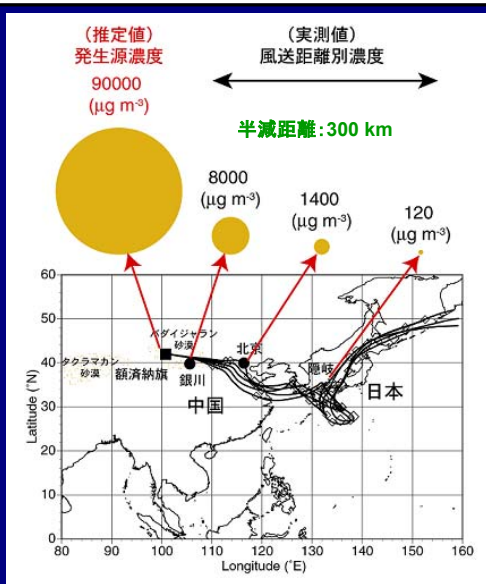 （推定値）
発生源濃度
90000
(μg m-3)
（実測値）
風送距離別濃度
半減距離:300 km
8000
(μg m-3)
1400
(μg m-3)
120
(μg m-3)
60
50
40
30
20
10
0
Latitude (°N)
バダイジャラン
砂漠
タクラマカン
砂漠
額済納旗
銀川
北京
中国
隠岐
日本
80 90 100 110 120 130 140 150 160
Longitude (°E)